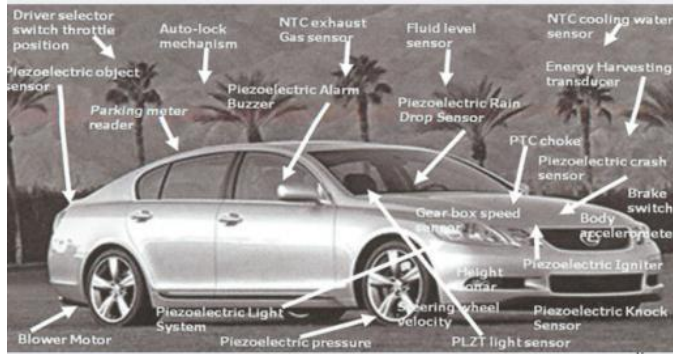 Driver selector
switch throttle
position
Auto-lock
mechanism
NTC exhaust
Gas sensor
Fluid level
sensor
NTC cooling water
sensor
Piezoelectric object
sensor
Energy Harvesting
transducer
Parking meter
reader
Piezoelectric Alarm
Buzzer
Piezoelectric Rain
Drop Sensor
PTC choke
Piezoelectric crash
sensor
Brake
switch
Gear box speed
sensor
Body
accelerometer
Piezoelectric Igniter
Height
sonar
Piezoelectric Light
System
Steering wheel
velocity
Piezoelectric Knock
Sensor
Blower Motor
Piezoelectric pressure
PLZT light sensor